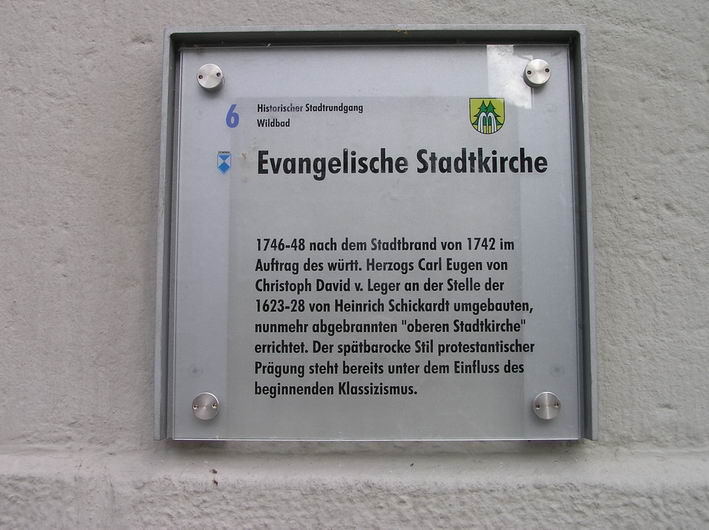 6
Historischer Stadtrundgang
Wildbad
Evangelische Stadtkirche
1746-48 nach dem Stadtbrand von 1742 im
Auftrag des württ. Herzogs Carl Eugen von
Christoph David v. Leger an der Stelle der
1623-28 von Heinrich Schickardt umgebauten,
nunmehr abgebrannten "oberen Stadtkirche"
errichtet. Der spätbarocke Stil protestantischer
Prägung steht bereits unter dem Einfluss des
beginnenden Klassizismus.